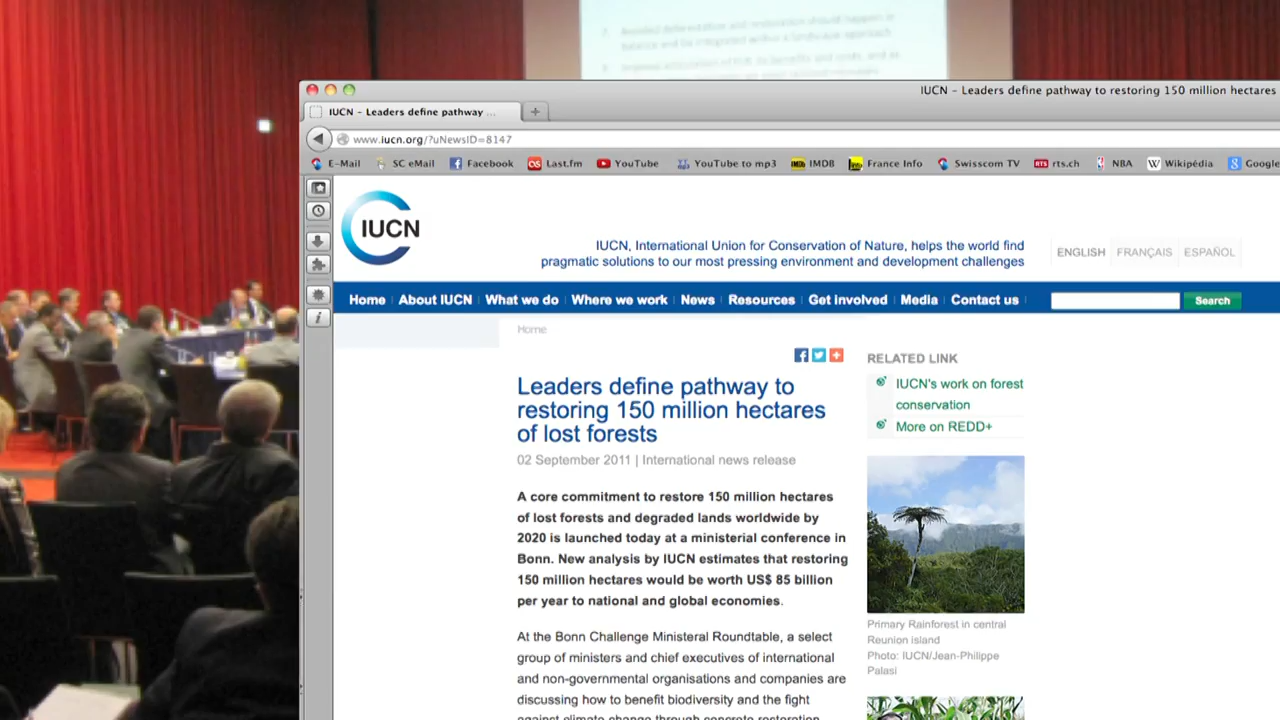 IUCN - Leaders define pathway to restoring 150 million hectares
IUCN - Leaders define pathway ...
www.iucn.org/?uNewsID=8147
E-Mail SC eMail Facebook Last.fm YouTube YouTube to mp3 IMDB France Info Swisscom TV rts.ch NBA Wikipédia Google
IUCN
IUCN, International Union for Conservation of Nature, helps the world find
pragmatic solutions to our most pressing environment and development challenges
ENGLISH FRANÇAIS ESPAÑOL
Home About IUCN What we do Where we work News Resources Get involved Media Contact us Search
Home
Leaders define pathway to
restoring 150 million hectares
of lost forests
02 September 2011 | International news release
A core commitment to restore 150 million hectares
of lost forests and degraded lands worldwide by
2020 is launched today at a ministerial conference in
Bonn. New analysis by IUCN estimates that restoring
150 million hectares would be worth US$ 85 billion
per year to national and global economies.
At the Bonn Challenge Ministeral Roundtable, a select
group of ministers and chief executives of international
and non-governmental organisations and companies are
discussing how to benefit biodiversity and the fight
against climate change through concrete restoration
RELATED LINK
IUCN's work on forest
conservation
More on REDD+
Primary Rainforest in central
Reunion island
Photo: IUCN/Jean-Philippe
Palasi